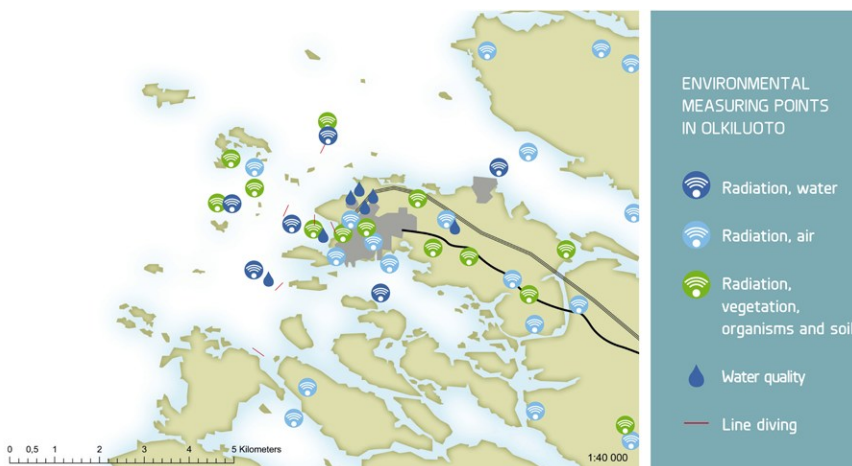 ENVIRONMENTAL
MEASURING POINTS
IN OLKILUOTO
Radiation, water
Radiation, air
Radiation,
vegetation,
organisms and soil
Water quality
Line diving
0 0,5 1 2 3 4 5 Kilometers
1:40 000